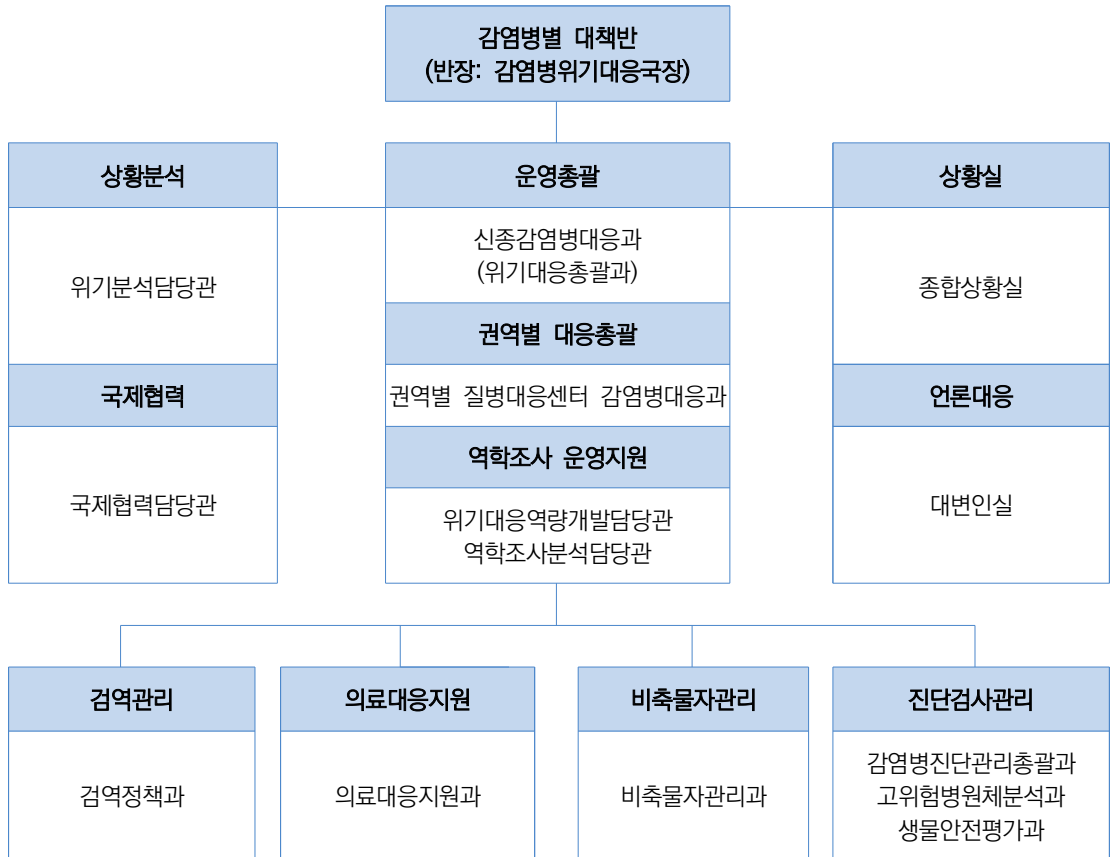 감염병별 대책반
(반장: 감염병위기대응국장)
상황분석
위기분석담당관
국제협력
국제협력담당관
운영총괄
신종감염병대응과
(위기대응총괄과)
권역별 대응총괄
권역별 질병대응센터 감염병대응과
역학조사 운영지원
위기대응역량개발담당관
역학조사분석담당관
상황실
종합상황실
언론대응
대변인실
검역관리
검역정책과
의료대응지원
의료대응지원과
비축물자관리
비축물자관리과
진단검사관리
감염병진단관리총괄과
고위험병원체분석과
생물안전평가과